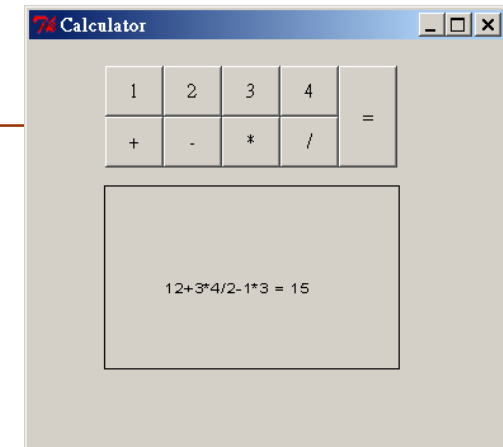 Calculator
1 2 3 4 =
+ - * /
12+3*4/2-1*3 = 15